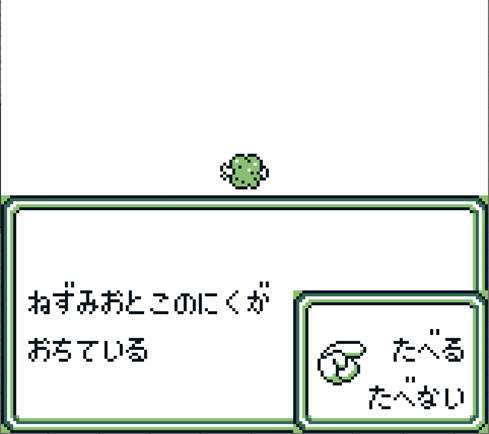 ねずみおとこのにくが
おちている
たべる
たべない